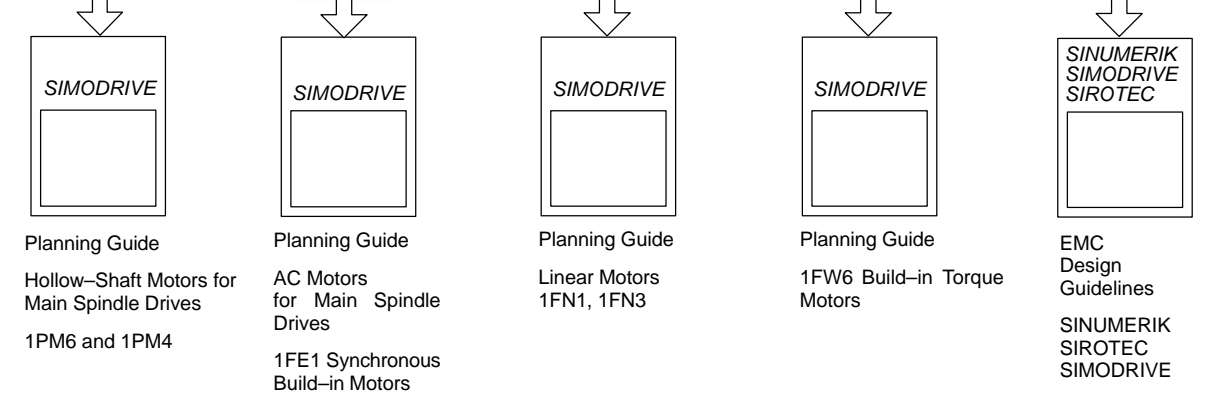 SIMODRIVE
Planning Guide
Hollow–Shaft Motors for
Main Spindle Drives
1PM6 and 1PM4
SIMODRIVE
Planning Guide
AC Motors
for Main Spindle
Drives
1FE1 Synchronous
Build–in Motors
SIMODRIVE
Planning Guide
Linear Motors
1FN1, 1FN3
SIMODRIVE
Planning Guide
1FW6 Build–in Torque
Motors
SINUMERIK
SIMODRIVE
SIROTEC
EMC
Design
Guidelines
SINUMERIK
SIROTEC
SIMODRIVE